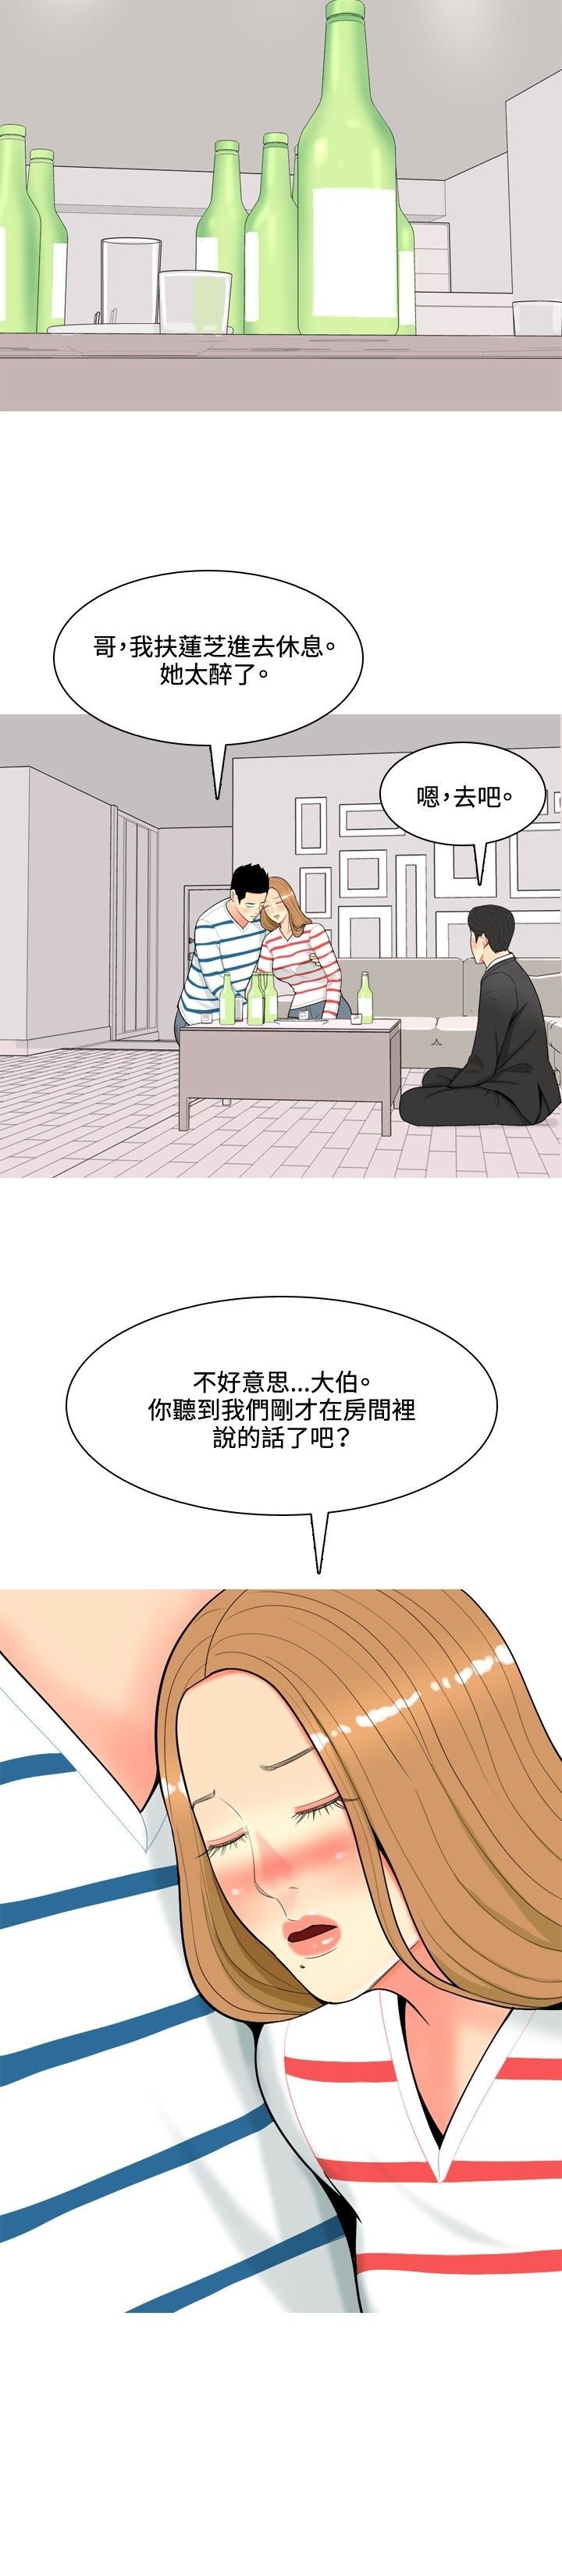 哥，我扶蓮芝進去休息。
她太醉了。
嗯，去吧。
不好意思...大伯。
你聽到我們剛才在房間裡
說的話了吧？